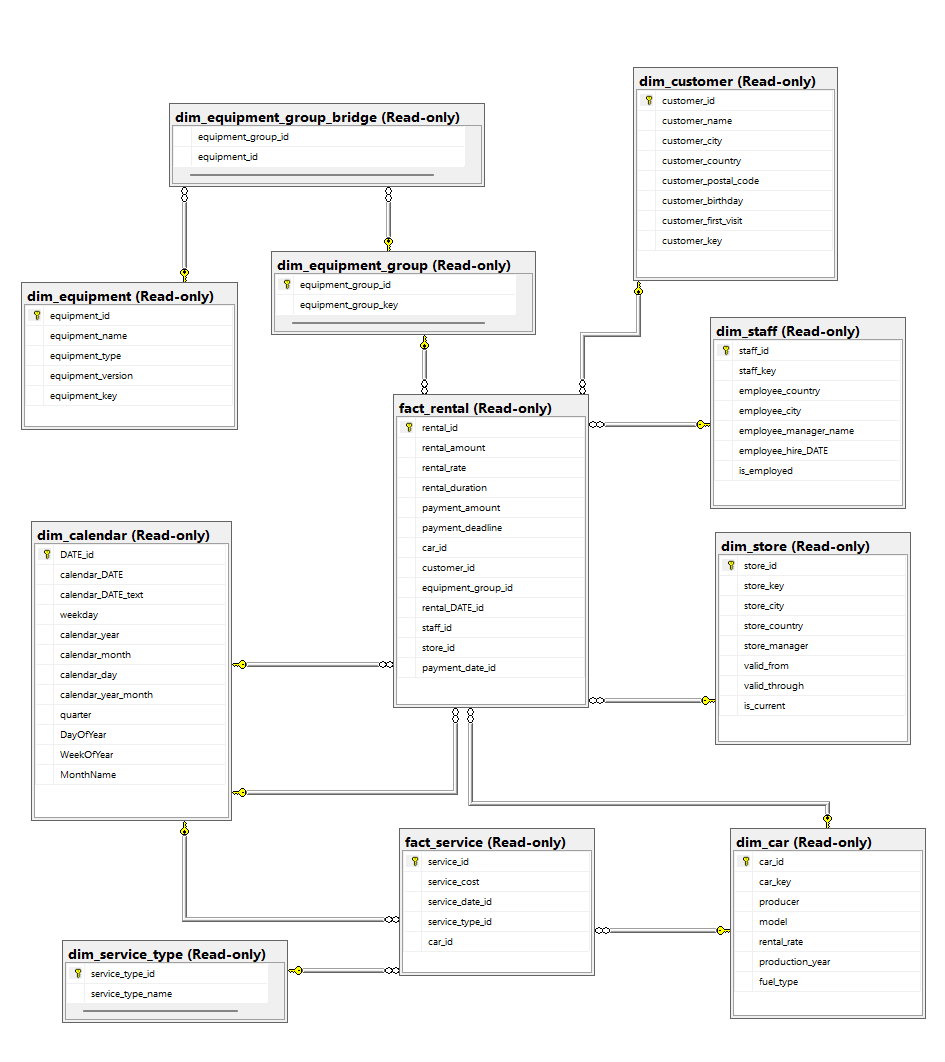 dim_customer (Read-only)
customer_id
customer_name
customer_city
customer_country
customer_postal_code
customer_birthday
customer_first_visit
customer_key
dim_equipment_group_bridge (Read-only)
equipment_group_id
equipment_id
dim_equipment_group (Read-only)
equipment_group_id
equipment_group_key
dim_equipment (Read-only)
equipment_id
equipment_name
equipment_type
equipment_version
equipment_key
dim_staff (Read-only)
staff_id
staff_key
employee_country
employee_city
employee_manager_name
employee_hire_DATE
is_employed
fact_rental (Read-only)
rental_id
rental_amount
rental_rate
rental_duration
payment_amount
payment_deadline
car_id
customer_id
equipment_group_id
rental_DATE_id
staff_id
store_id
payment_date_id
dim_calendar (Read-only)
DATE_id
calendar_DATE
calendar_DATE_text
weekday
calendar_year
calendar_month
calendar_day
calendar_year_month
quarter
DayOfYear
WeekOfYear
MonthName
dim_store (Read-only)
store_id
store_key
store_city
store_country
store_manager
valid_from
valid_through
is_current
fact_service (Read-only)
service_id
service_cost
service_date_id
service_type_id
car_id
dim_car (Read-only)
car_id
car_key
producer
model
rental_rate
production_year
fuel_type
dim_service_type (Read-only)
service_type_id
service_type_name